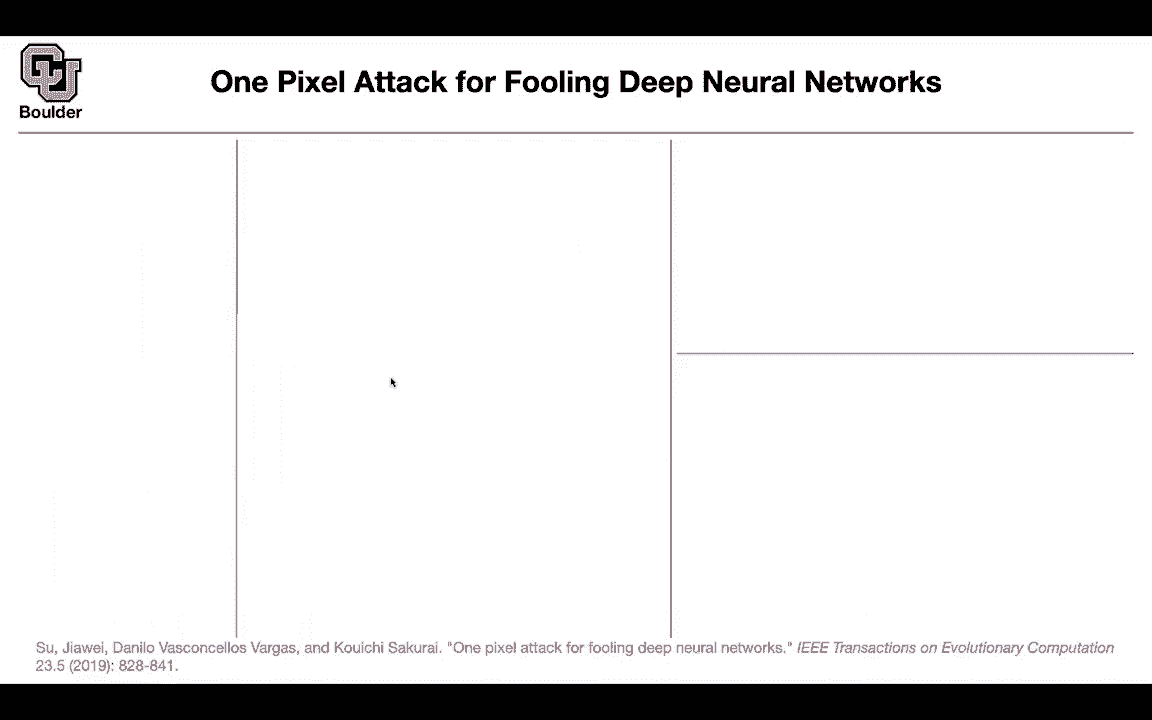 CU
Boulder
One Pixel Attack for Fooling Deep Neural Networks
Su, Jiawei, Danilo Vasconcellos Vargas, and Kouichi Sakurai. "One pixel attack for fooling deep neural networks." IEEE Transactions on Evolutionary Computation
23.5 (2019): 828-841.